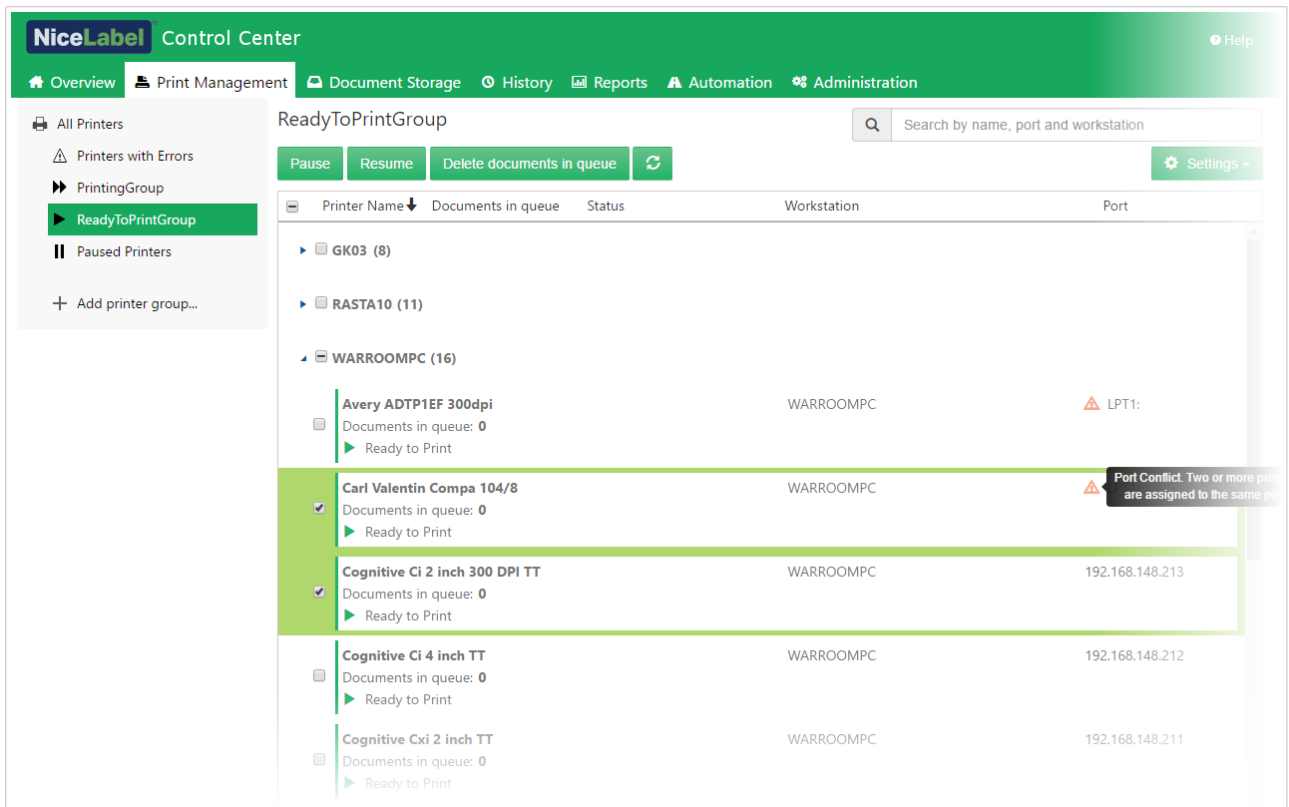 NiceLabel Control Center
Help
Overview Print Management Document Storage History Reports Automation Administration
All Printers
Printers with Errors
PrintingGroup
ReadyToPrintGroup
Paused Printers
Add printer group...
ReadyToPrintGroup
Search by name, port and workstation
Pause Resume Delete documents in queue
Settings
Printer Name Documents in queue Status Workstation Port
GK03 (8)
RASTA10 (11)
WARROOMPC (16)
Avery ADTP1EF 300dpi WARROOMPC LPT1:
Documents in queue: 0
Ready to Print
Carl Valentin Compa 104/8 WARROOMPC
Port Conflict. Two or more
are assigned to the same
Documents in queue: 0
Ready to Print
Cognitive Ci 2 inch 300 DPI TT WARROOMPC 192.168.148.213
Documents in queue: 0
Ready to Print
Cognitive Ci 4 inch TT WARROOMPC 192.168.148.212
Documents in queue: 0
Ready to Print
Cognitive Cxi 2 inch TT WARROOMPC 192.168.148.211
Documents in queue: 0
Ready to Print